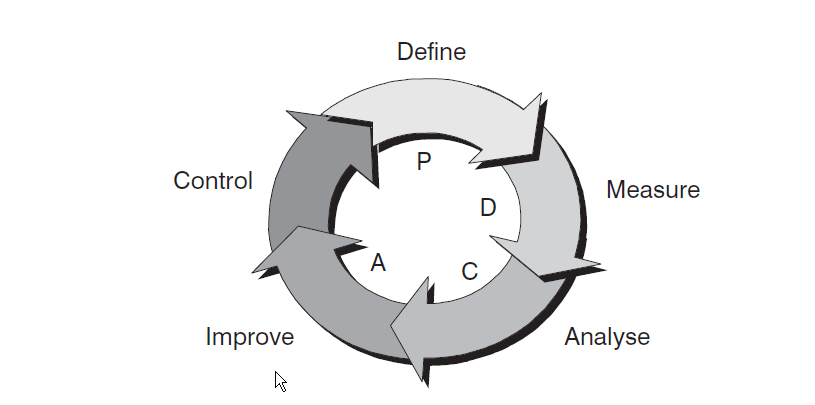 Define
P
Control
Measure
D
A
C
Improve
Analyse